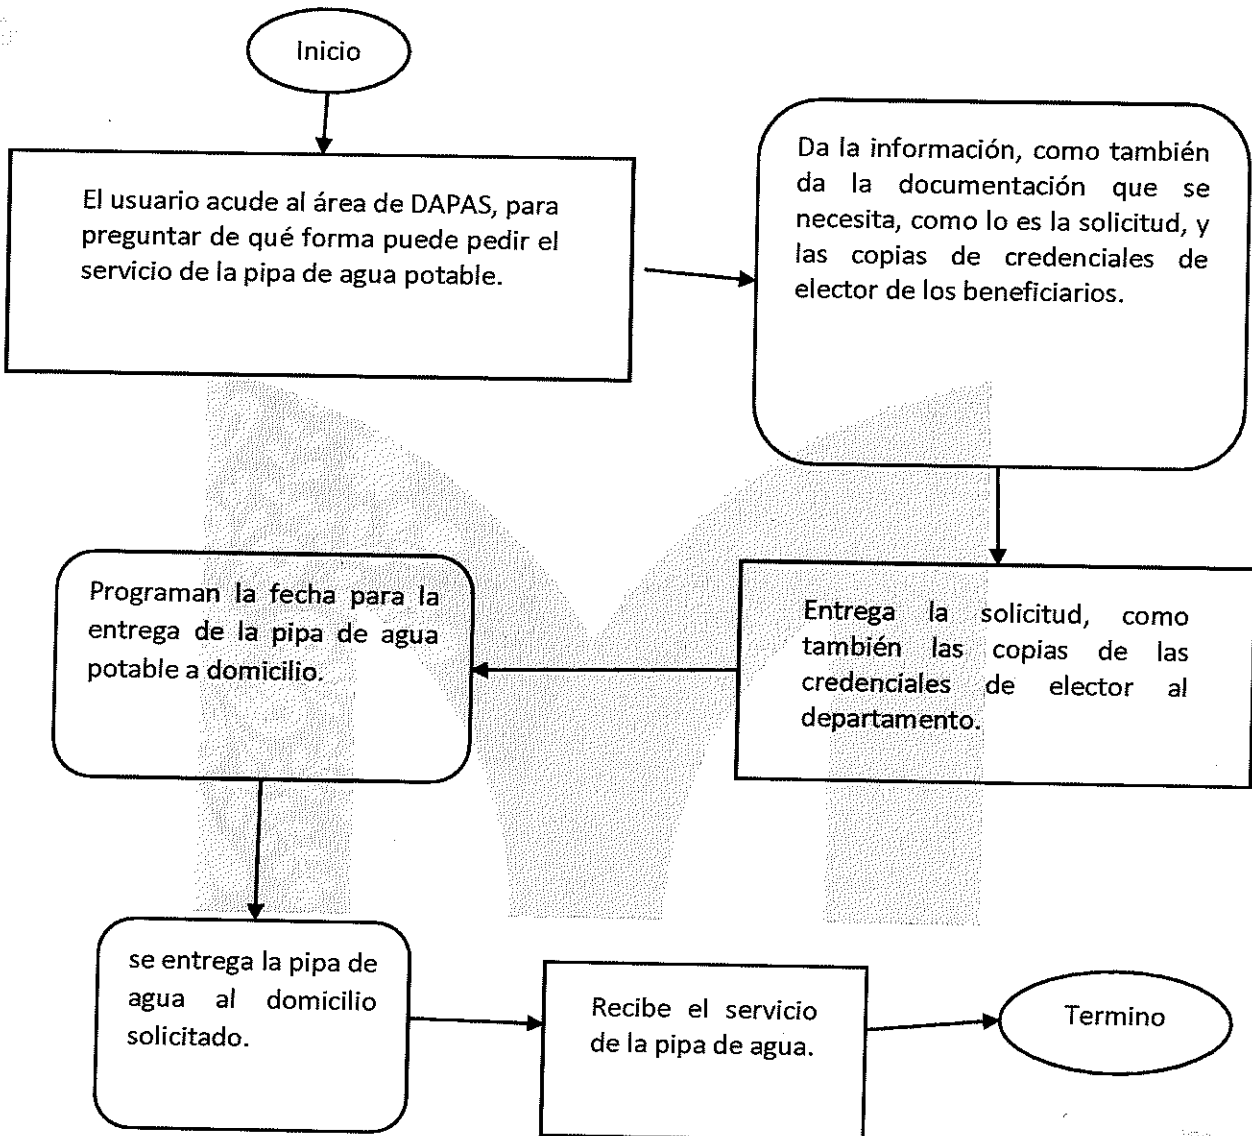 Inicio
El usuario acude al área de DAPAS, para
preguntar de qué forma puede pedir el
servicio de la pipa de agua potable.
Da la información, como también
da la documentación que se
necesita, como lo es la solicitud, y
las copias de credenciales de
elector de los beneficiarios.
Entrega la solicitud, como
también las copias de las
credenciales de elector al
departamento.
Programan la fecha para la
entrega de la pipa de agua
potable a domicilio.
se entrega la pipa de
agua al domicilio
solicitado.
Recibe el servicio
de la pipa de agua.
Termino